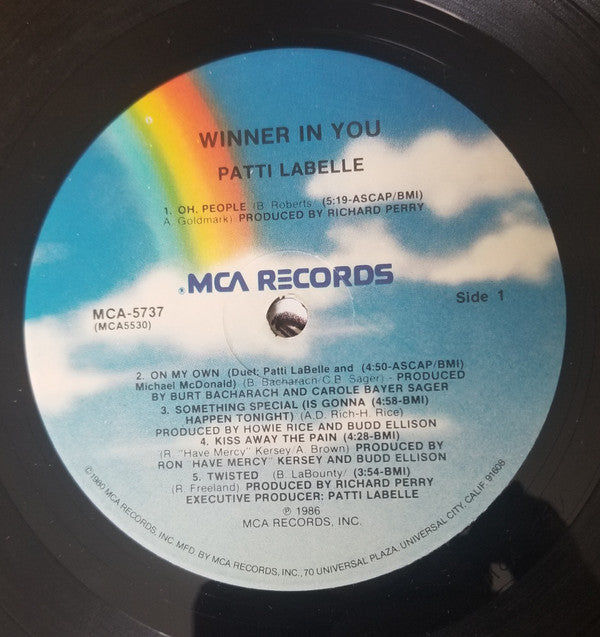 WINNER IN YOU
PATTI LABELLE
1. OH, PEOPLE (B. Roberts/ (5:19-ASCAP/BMI)
A. Goldmark) PRODUCED BY RICHARD PERRY
MCA RECORDS
MCA-5737
(MCA5530)
Side 1
2. ON MY OWN (Duet: Patti LaBelle and (4:50-ASCAP/BMI)
Michael McDonald) (B. Bacharach/C.B. Sager) - PRODUCED
BY BURT BACHARACH AND CAROLE BAYER SAGER
3. SOMETHING SPECIAL (IS GONNA (4:58-BMI)
HAPPEN TONIGHT) (A.D. Rich-H. Rice)
PRODUCED BY HOWIE RICE AND BUDD ELLISON
4. KISS AWAY THE PAIN (4:28-BMI)
(R. "Have Mercy" Kersey/A. Brown) PRODUCED BY
RON "HAVE MERCY" KERSEY AND BUDD ELLISON
5. TWISTED (B. LaBounty/ (3:54-BMI)
(R. Freeland) PRODUCED BY RICHARD PERRY
EXECUTIVE PRODUCER: PATTI LABELLE
℗ 1986
MCA RECORDS, INC.
©1980 MCA RECORDS, INC. MFD. BY MCA RECORDS, INC., 70 UNIVERSAL PLAZA, UNIVERSAL CITY, CALIF. 91608